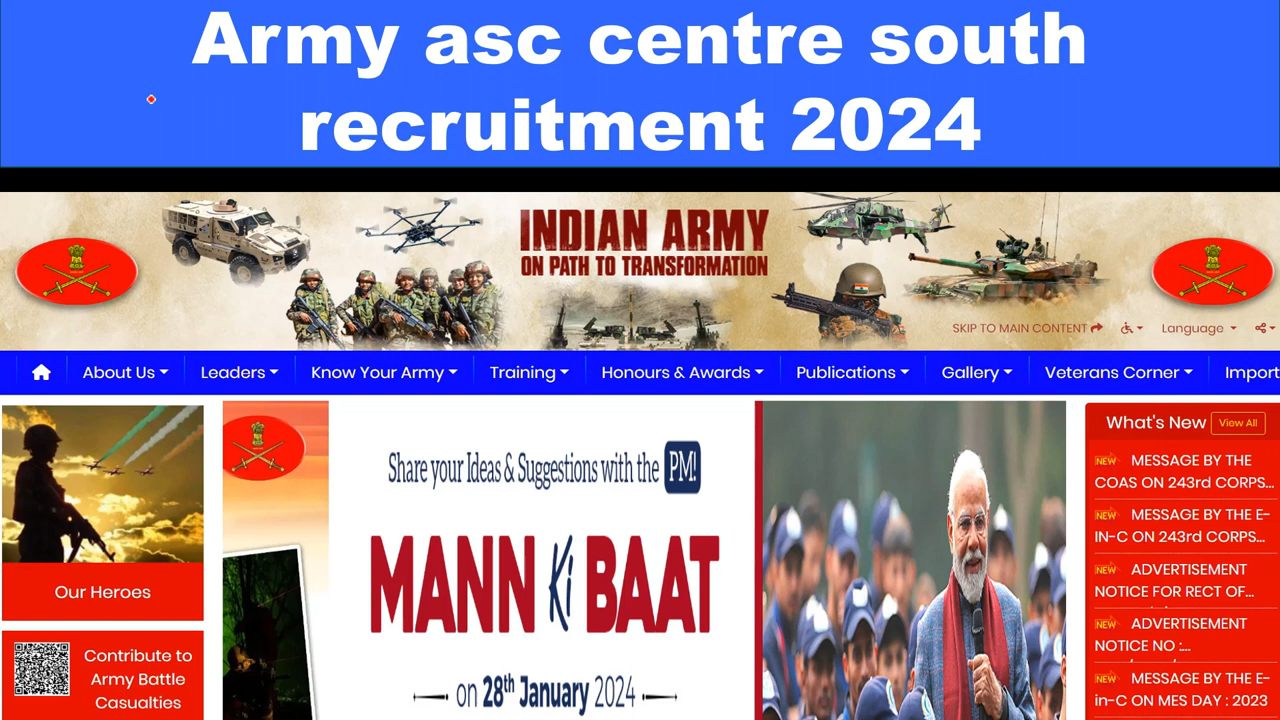 Army asc centre south
recruitment 2024
INDIAN ARMY
ON PATH TO TRANSFORMATION
SKIP TO MAIN CONTENT
Language
About Us
Leaders
Know Your Army
Training
Honours & Awards
Publications
Gallery
Veterans Corner
Import
Our Heroes
Contribute to
Army Battle
Casualties
Share your Ideas & Suggestions with the PM!
MANN Ki BAAT
on 28th January 2024
What's New View All
NEW MESSAGE BY THE
COAS ON 243rd CORPS...
NEW MESSAGE BY THE E-
IN-C ON 243rd CORPS...
NEW ADVERTISEMENT
NOTICE FOR RECT OF...
NEW ADVERTISEMENT
NOTICE NO :...
NEW MESSAGE BY THE E-
in-C ON MES DAY : 2023